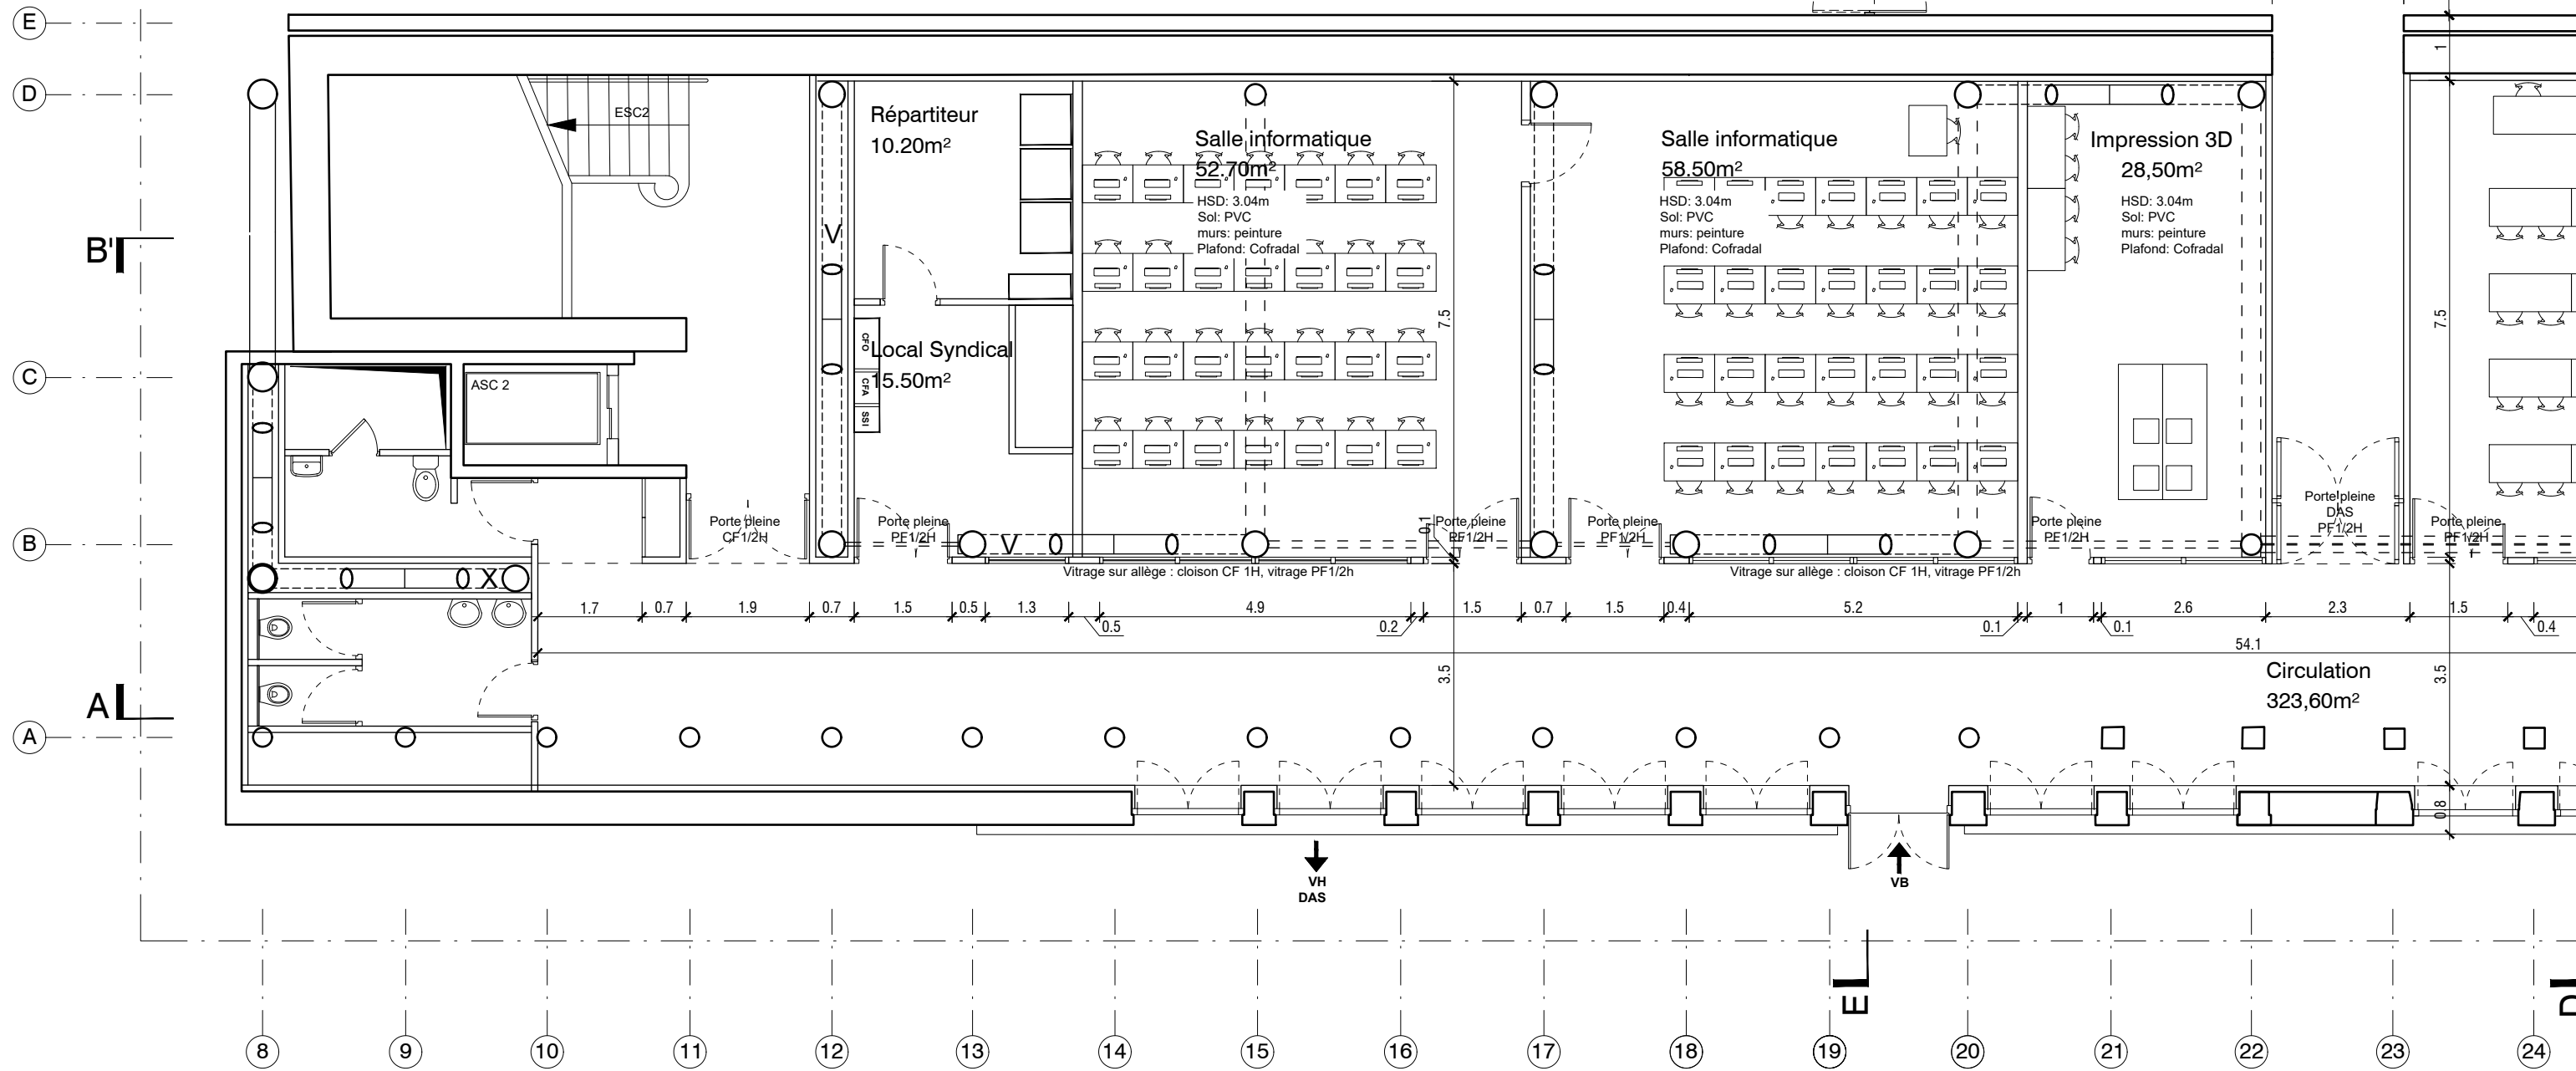 E
D
ESC2
Répartiteur
10.20m²
Salle informatique
52.70m²
HSD: 3.04m
Sol: PVC
murs: peinture
Plafond: Cofradal
Salle informatique
58.50m²
HSD: 3.04m
Sol: PVC
murs: peinture
Plafond: Cofradal
Impression 3D
28,50m²
HSD: 3.04m
Sol: PVC
murs: peinture
Plafond: Cofradal
1
B'
V
7.5
7.5
CFO
CFA
SSI
Local Syndical
15.50m²
C
ASC 2
B
Porte pleine
CF1/2H
Porte pleine
PF1/2H
V
0.1
Porte pleine
PF1/2H
Porte pleine
PF1/2H
Porte pleine
PF1/2H
Porte pleine
DAS
PF1/2H
Porte pleine
PF1/2H
X
Vitrage sur allège : cloison CF 1H, vitrage PF1/2h
Vitrage sur allège : cloison CF 1H, vitrage PF1/2h
1.7 0.7 1.9 0.7 1.5 0.5 1.3 4.9 1.5 0.7 1.5 0.4 5.2 1 2.6 2.3 1.5
0.5 0.2 0.1 0.1 0.4
54.1
3.5
3.5
Circulation
323,60m²
A
A
0.8
VH
DAS
VB
E
D
8 9 10 11 12 13 14 15 16 17 18 19 20 21 22 23 24